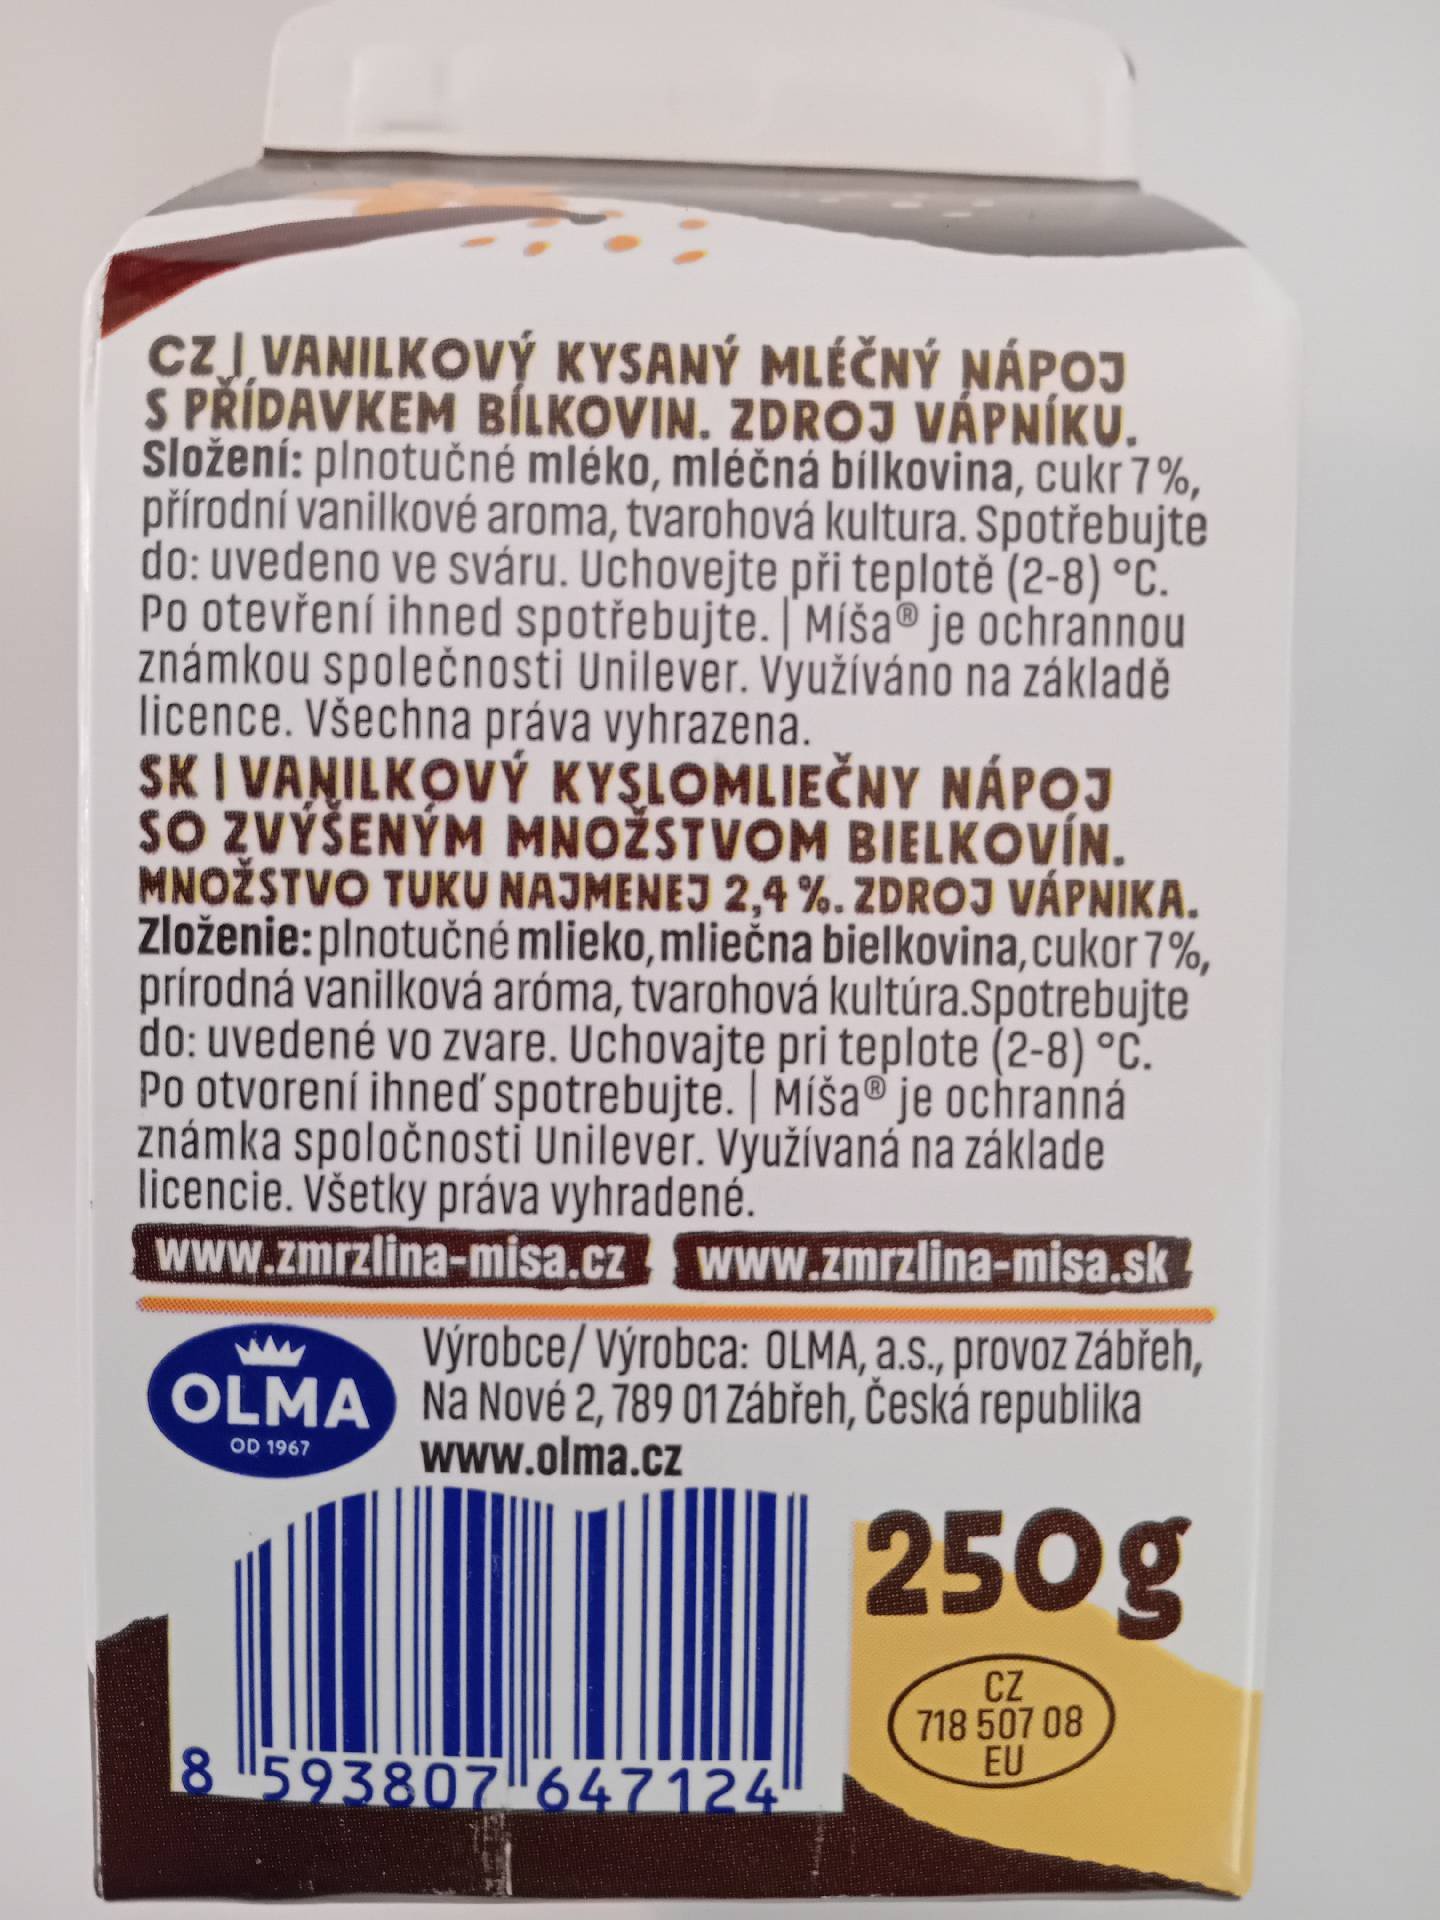 CZ | VANILKOVÝ KYSANÝ MLÉČNÝ NÁPOJ
S PŘÍDAVKEM BÍLKOVIN. ZDROJ VÁPNÍKU.
Složení: plnotučné mléko, mléčná bílkovina, cukr 7%,
přírodní vanilkové aroma, tvarohová kultura. Spotřebujte
do: uvedeno ve sváru. Uchovejte při teplotě (2-8) °C.
Po otevření ihned spotřebujte. | Míša® je ochrannou
známkou společnosti Unilever. Využíváno na základě
licence. Všechna práva vyhrazena.
SK | VANILKOVÝ KYSLOMLIEČNY NÁPOJ
SO ZVÝŠENÝM MNOŽSTVOM BIELKOVÍN.
MNOŽSTVO TUKU NAJMENEJ 2,4 %. ZDROJ VÁPNIKA.
Zloženie: plnotučné mlieko, mliečna bielkovina, cukor 7%,
prírodná vanilková aróma, tvarohová kultúra.Spotrebujte
do: uvedené vo zvare. Uchovajte pri teplote (2-8) °C.
Po otvorení ihneď spotrebujte. | Míša® je ochranná
známka spoločnosti Unilever. Využívaná na základe
licencie. Všetky práva vyhradené.
www.zmrzlina-misa.cz www.zmrzlina-misa.sk
OLMA
OD 1967
Výrobce/Výrobca: OLMA, a.s., provoz Zábřeh,
Na Nové 2, 789 01 Zábřeh, Česká republika
www.olma.cz
250g
CZ
718 507 08
EU
8 593807 647124